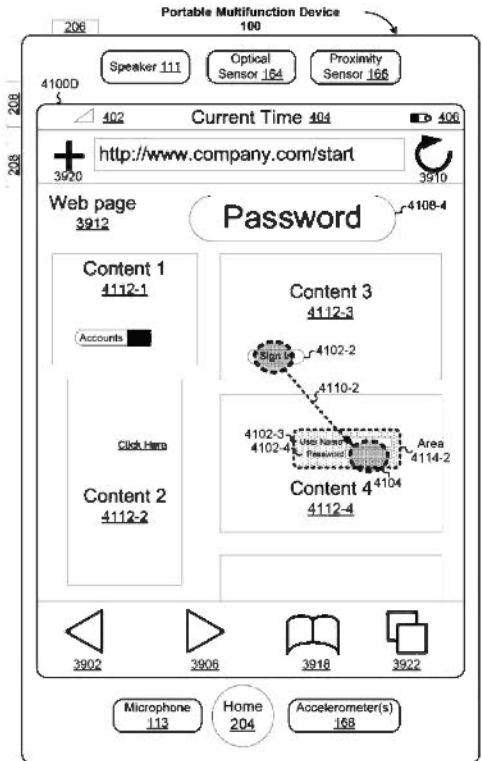 Portable Multifunction Device
100
206
Speaker 111
Optical
Sensor 164
Proximity
Sensor 166
4100D
208
208
402
Current Time 404
406
3920
http://www.company.com/start
3910
Web page
3912
Password
4108-4
Content 1
4112-1
Accounts
Content 3
4112-3
Sign In
4102-2
4110-2
Click Here
Content 2
4112-2
4102-3
4102-4
User Name
Password
Area
4114-2
4104
Content 4
4112-4
3902
3906
3918
3922
Microphone
113
Home
204
Accelerometer(s)
168